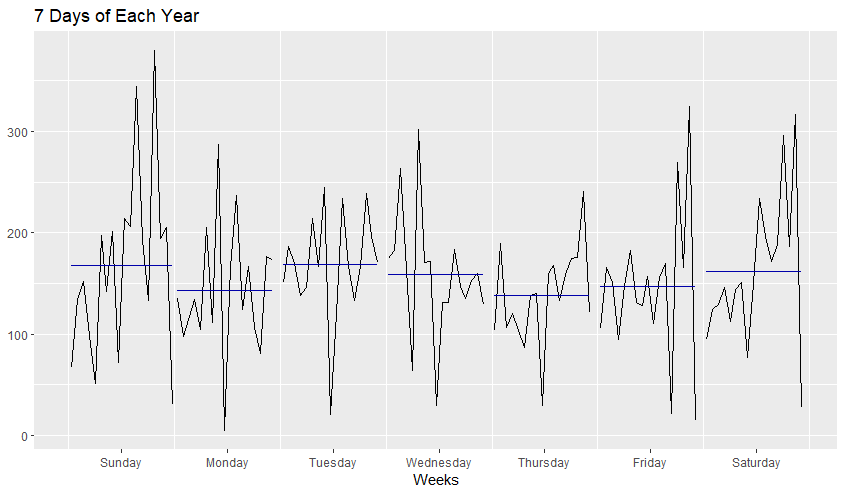 7 Days of Each Year
300
200
100
0
Sunday Monday Tuesday Wednesday Thursday Friday Saturday
Weeks